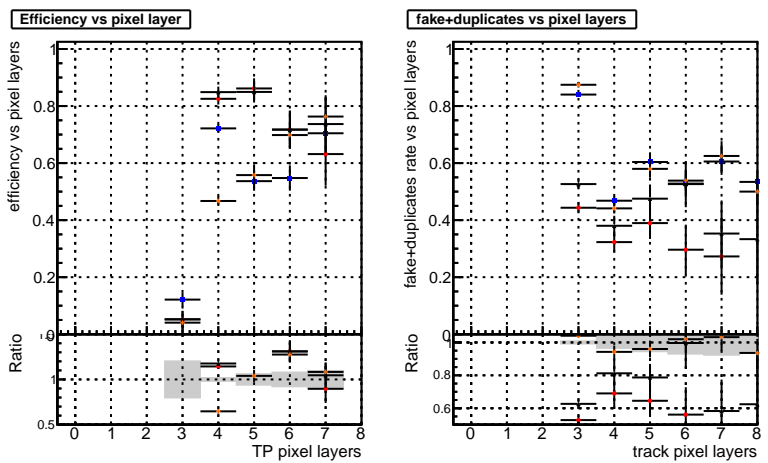 Efficiency vs pixel layer
efficiency vs pixel layers
1
0.8
0.6
0.4
0.2
0
Ratio
1
0.5
0 1 2 3 4 5 6 7 8
TP pixel layers
fake+duplicates vs pixel layers
fake+duplicates rate vs pixel layers
1
0.8
0.6
0.4
0.2
0
Ratio
1
0.8
0.6
0 1 2 3 4 5 6 7 8
track pixel layers